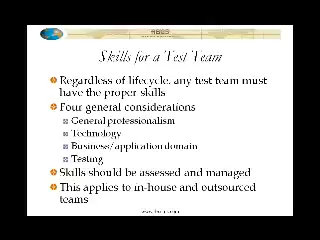 RBCS
Skills for a Test Team
Regardless of lifecycle, any test team must
have the proper skills
Four general considerations
General professionalism
Technology
Business/application domain
Testing
Skills should be assessed and managed
This applies to in-house and outsourced
teams